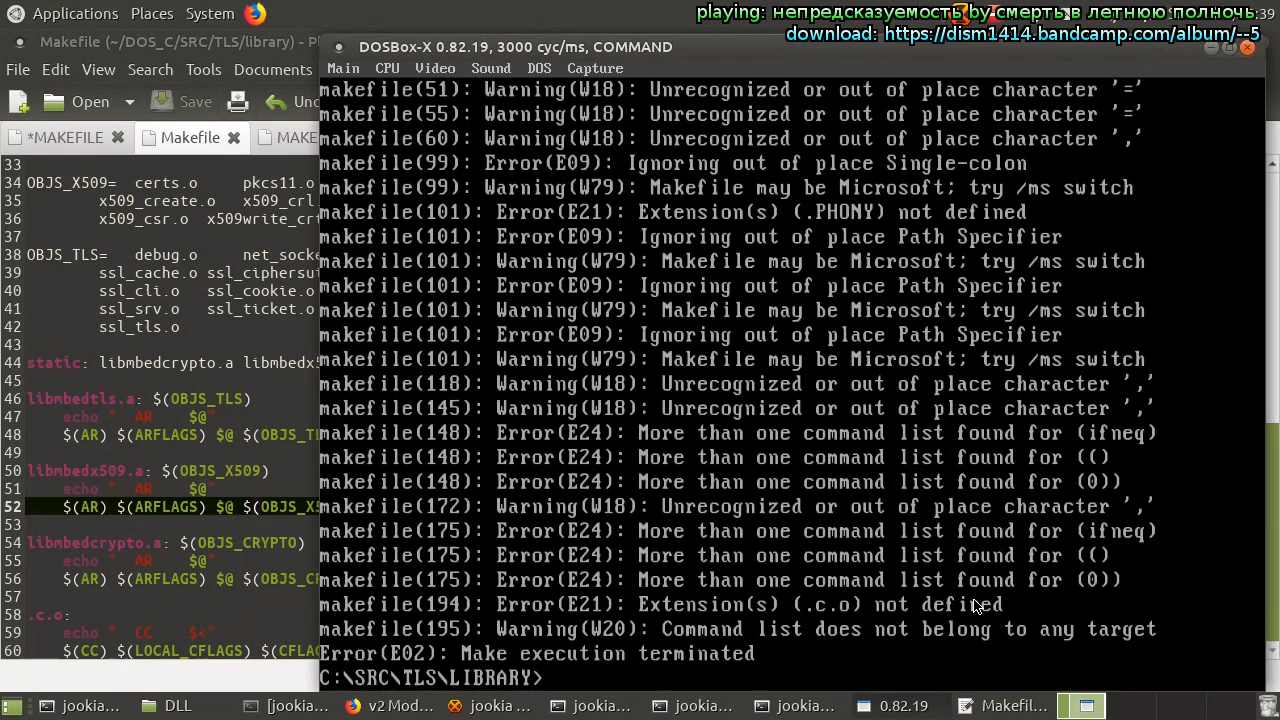 Applications Places System
:39
playing: непредсказуемость by смерть в летнюю полночь
download: https://dism1414.bandcamp.com/album/--5
Makefile (~/DOS_C/SRC/TLS/library) - Pl
File Edit View Search Tools Documents
Open Save Undo
*MAKEFILE Makefile MAKE
33
34 OBJS_X509= certs.o pkcs11.o
35 x509_create.o x509_crl.
36 x509_csr.o x509write_crt
37
38 OBJS_TLS= debug.o net_socke
39 ssl_cache.o ssl_ciphersut
40 ssl_cli.o ssl_cookie.o
41 ssl_srv.o ssl_ticket.o
42 ssl_tls.o
43
44 static: libmbedcrypto.a libmbedx5
45
46 libmbedtls.a: $(OBJS_TLS)
47 echo " AR $@"
48 $(AR) $(ARFLAGS) $@ $(OBJS_TL
49
50 libmbedx509.a: $(OBJS_X509)
51 echo " AR $@"
52 $(AR) $(ARFLAGS) $@ $(OBJS_X5
53
54 libmbedcrypto.a: $(OBJS_CRYPTO)
55 echo " AR $@"
56 $(AR) $(ARFLAGS) $@ $(OBJS_CR
57
58 .c.o:
59 echo " CC $<"
60 $(CC) $(LOCAL_CFLAGS) $(CFLA
DOSBox-X 0.82.19, 3000 cyc/ms, COMMAND
Main CPU Video Sound DOS Capture
makefile(51): Warning(W18): Unrecognized or out of place character '='
makefile(55): Warning(W18): Unrecognized or out of place character '='
makefile(60): Warning(W18): Unrecognized or out of place character ','
makefile(99): Error(E09): Ignoring out of place Single-colon
makefile(99): Warning(W79): Makefile may be Microsoft; try /ms switch
makefile(101): Error(E21): Extension(s) (.PHONY) not defined
makefile(101): Error(E09): Ignoring out of place Path Specifier
makefile(101): Warning(W79): Makefile may be Microsoft; try /ms switch
makefile(101): Error(E09): Ignoring out of place Path Specifier
makefile(101): Warning(W79): Makefile may be Microsoft; try /ms switch
makefile(101): Error(E09): Ignoring out of place Path Specifier
makefile(101): Warning(W79): Makefile may be Microsoft; try /ms switch
makefile(118): Warning(W18): Unrecognized or out of place character ','
makefile(145): Warning(W18): Unrecognized or out of place character ','
makefile(148): Error(E24): More than one command list found for (ifneq)
makefile(148): Error(E24): More than one command list found for (()
makefile(148): Error(E24): More than one command list found for (0))
makefile(172): Warning(W18): Unrecognized or out of place character ','
makefile(175): Error(E24): More than one command list found for (ifneq)
makefile(175): Error(E24): More than one command list found for (()
makefile(175): Error(E24): More than one command list found for (0))
makefile(194): Error(E21): Extension(s) (.c.o) not defined
makefile(195): Warning(W20): Command list does not belong to any target
Error(E02): Make execution terminated
C:\SRC\TLS\LIBRARY>
jookia... DLL [jookia... v2 Mod... jookia... jookia... jookia... jookia... 0.82.19 Makefil...